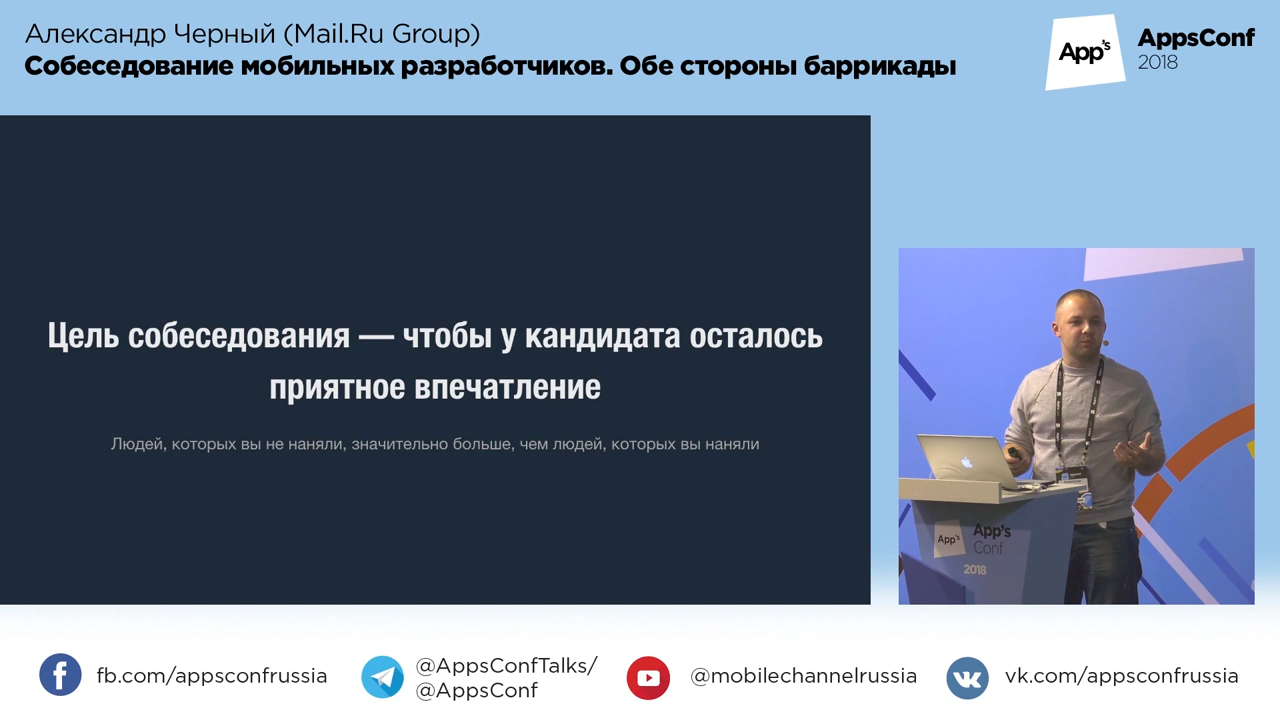 Александр Черный (Mail.Ru Group)
Собеседование мобильных разработчиков. Обе стороны баррикады
App's
AppsConf
2018
Цель собеседования — чтобы у кандидата осталось
приятное впечатление
Людей, которых вы не наняли, значительно больше, чем людей, которых вы наняли
App's
App's
Conf
2018
fb.com/appsconfrussia
@AppsConfTalks/
@AppsConf
@mobilechannelrussia
vk.com/appsconfrussia